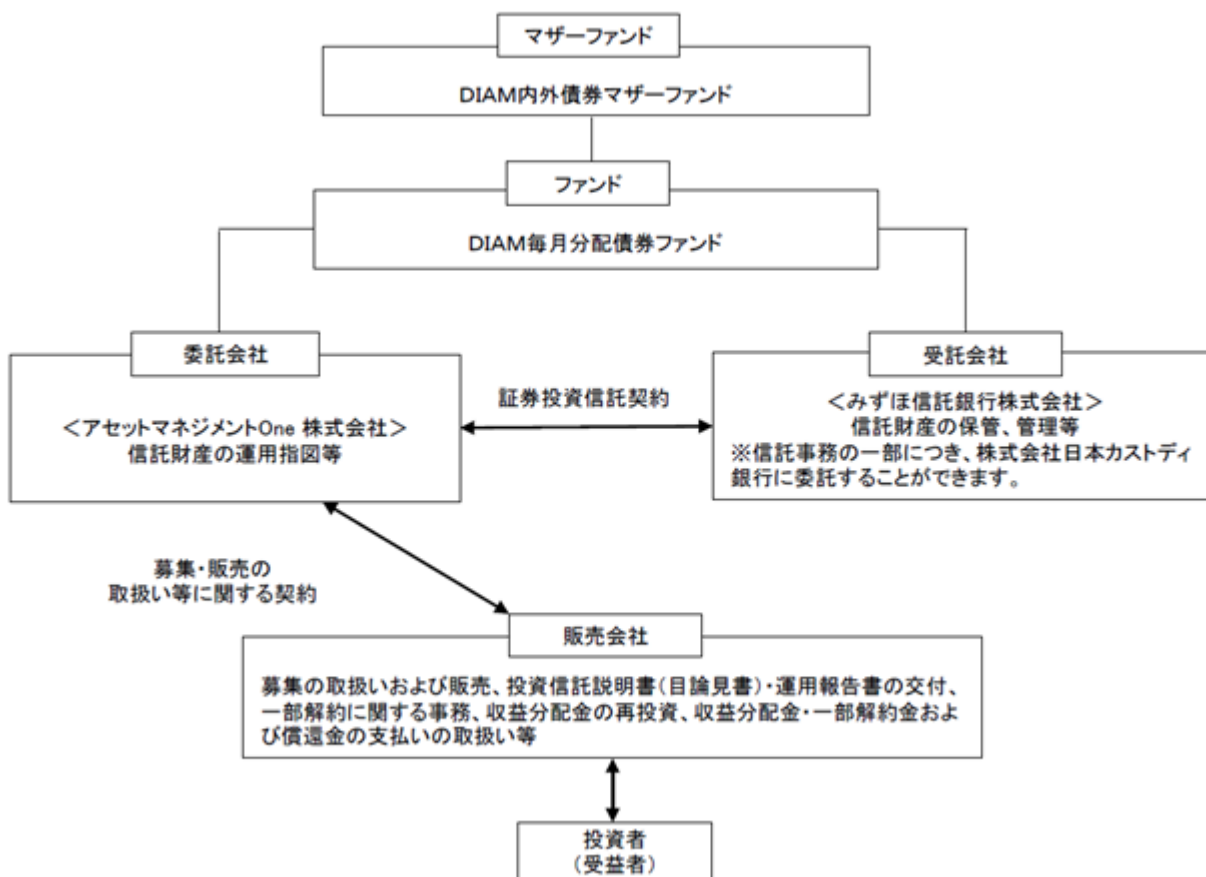 マザーファンド
DIAM内外債券マザーファンド
ファンド
DIAM毎月分配債券ファンド
委託会社
<アセットマネジメントOne 株式会社>
信託財産の運用指図等
証券投資信託契約
受託会社
<みずほ信託銀行株式会社>
信託財産の保管、管理等
※信託事務の一部につき、株式会社日本カストディ
銀行に委託することができます。
募集・販売の
取扱い等に関する契約
販売会社
募集の取扱いおよび販売、投資信託説明書(目論見書)・運用報告書の交付、
一部解約に関する事務、収益分配金の再投資、収益分配金・一部解約金およ
び償還金の支払いの取扱い等
投資者
(受益者)